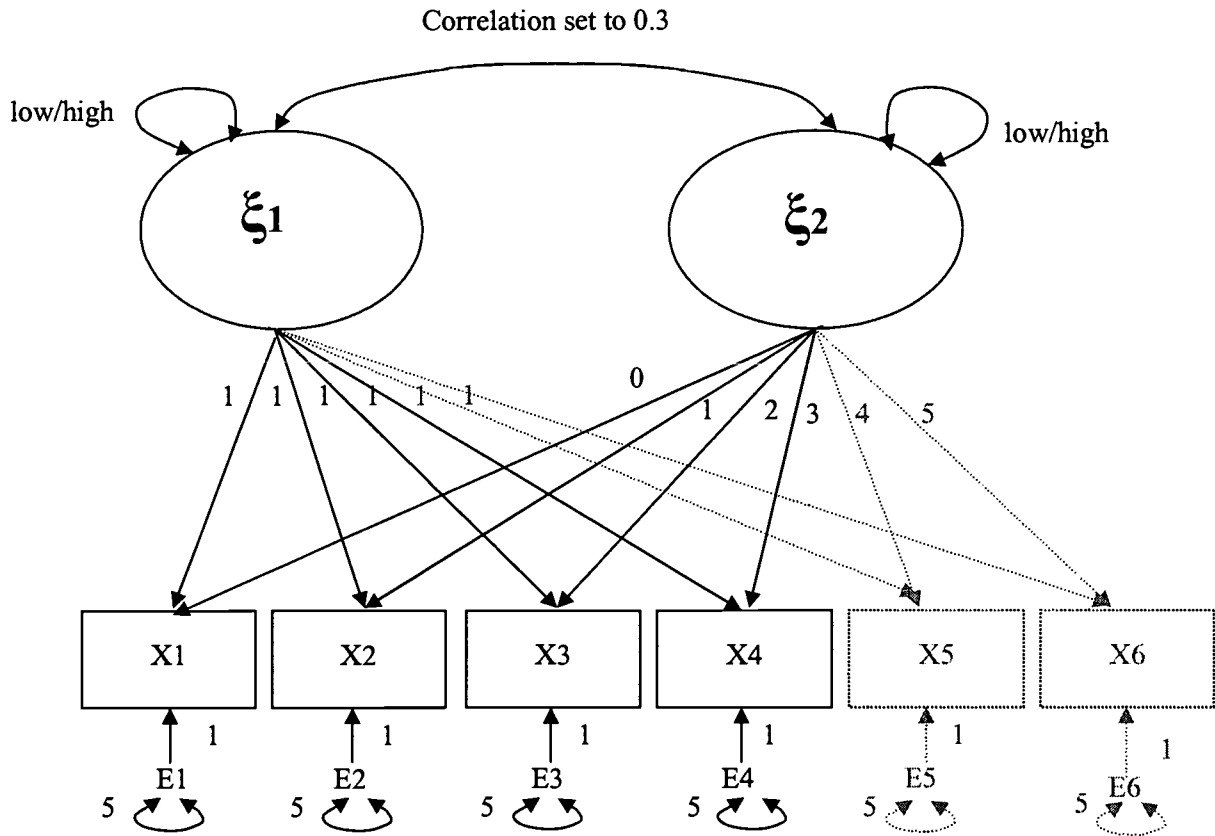 Correlation set to 0.3
low/high
low/high
ξ1
ξ2
1 1 1 1 1 1 0 1 2 3 4 5
X1 X2 X3 X4 X5 X6
1 1 1 1 1 1
E1 E2 E3 E4 E5 E6
5 5 5 5 5 5